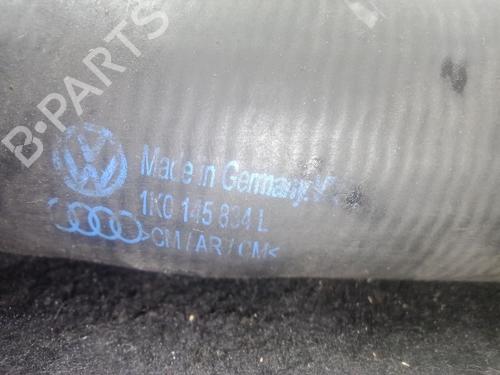 B-PARTS
Made in Germany
1K0 145 834 L
>CM/AR/CM<